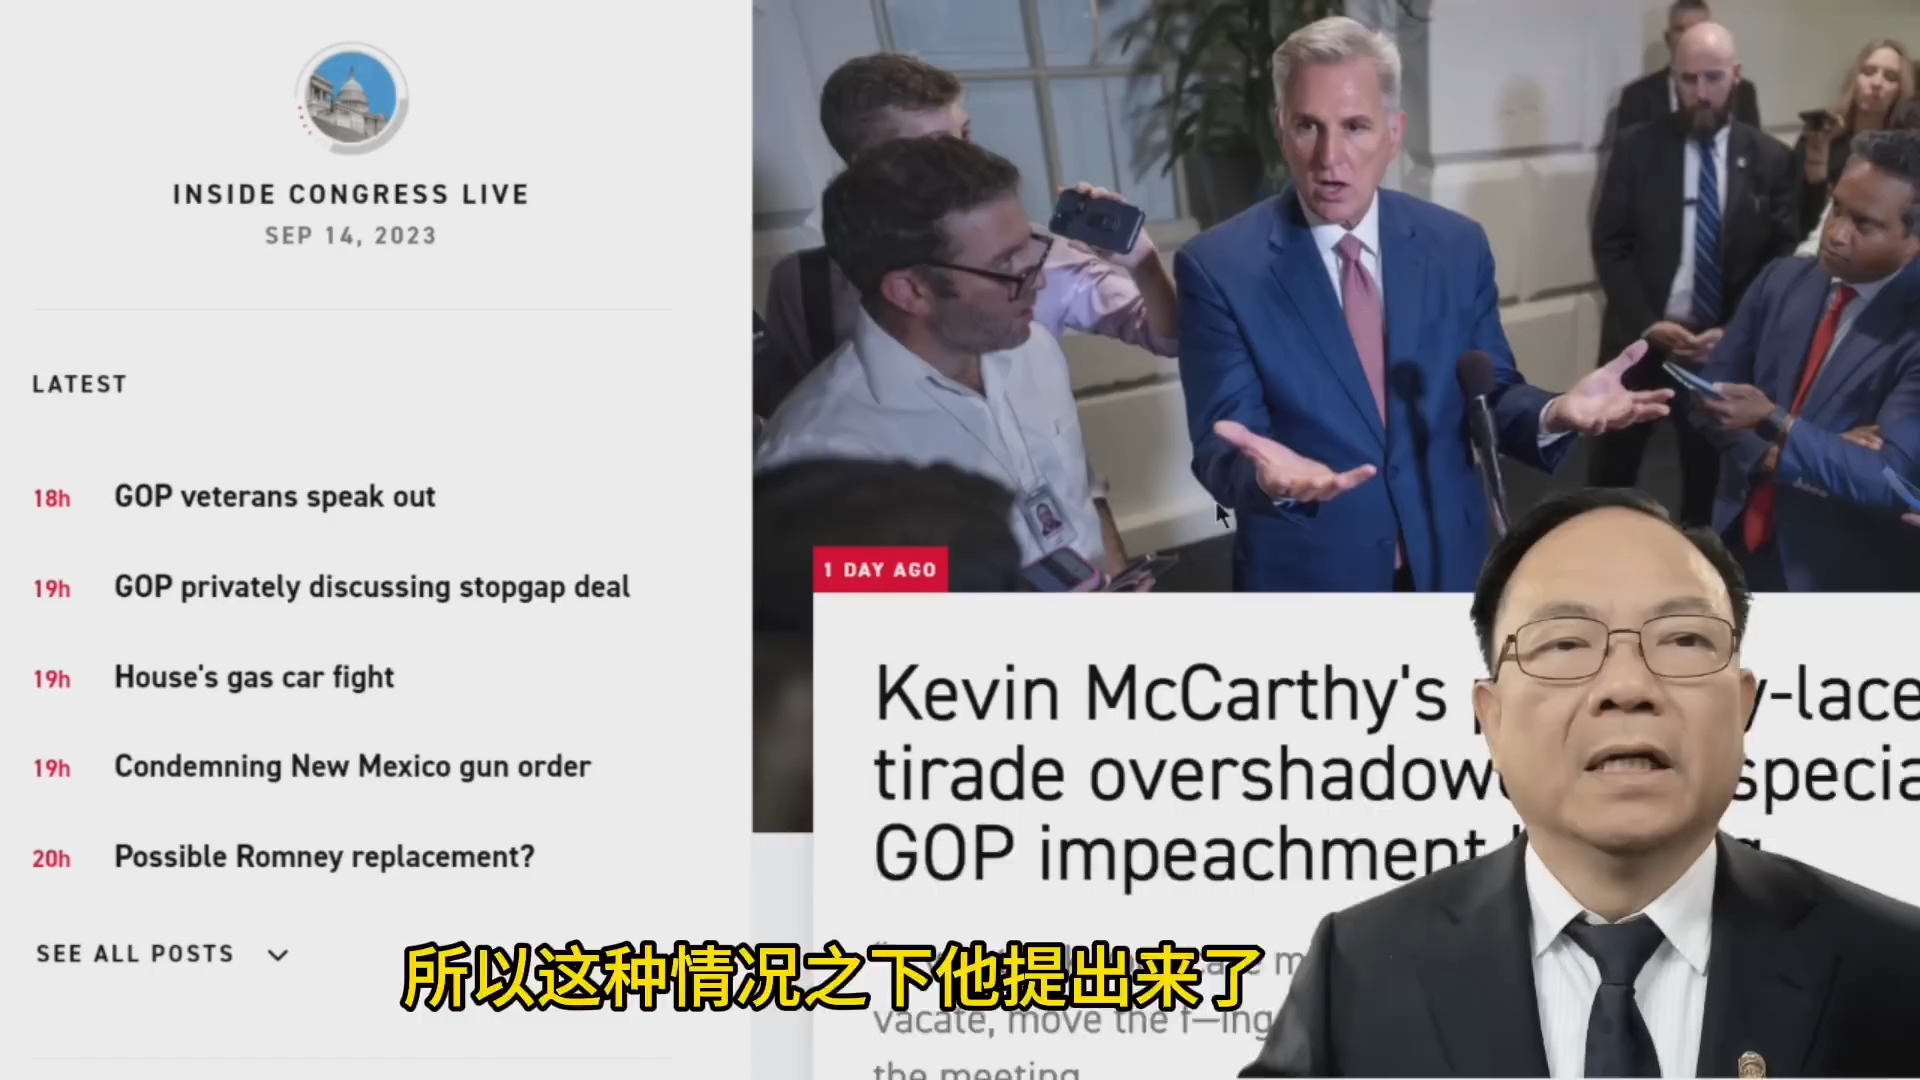 INSIDE CONGRESS LIVE
SEP 14, 2023
LATEST
18h GOP veterans speak out
19h GOP privately discussing stopgap deal
19h House's gas car fight
19h Condemning New Mexico gun order
20h Possible Romney replacement?
SEE ALL POSTS
1 DAY AGO
Kevin McCarthy's
tirade overshadow
GOP impeachment
vacate, move the f—ing
the meeting
所以这种情况之下他提出来了